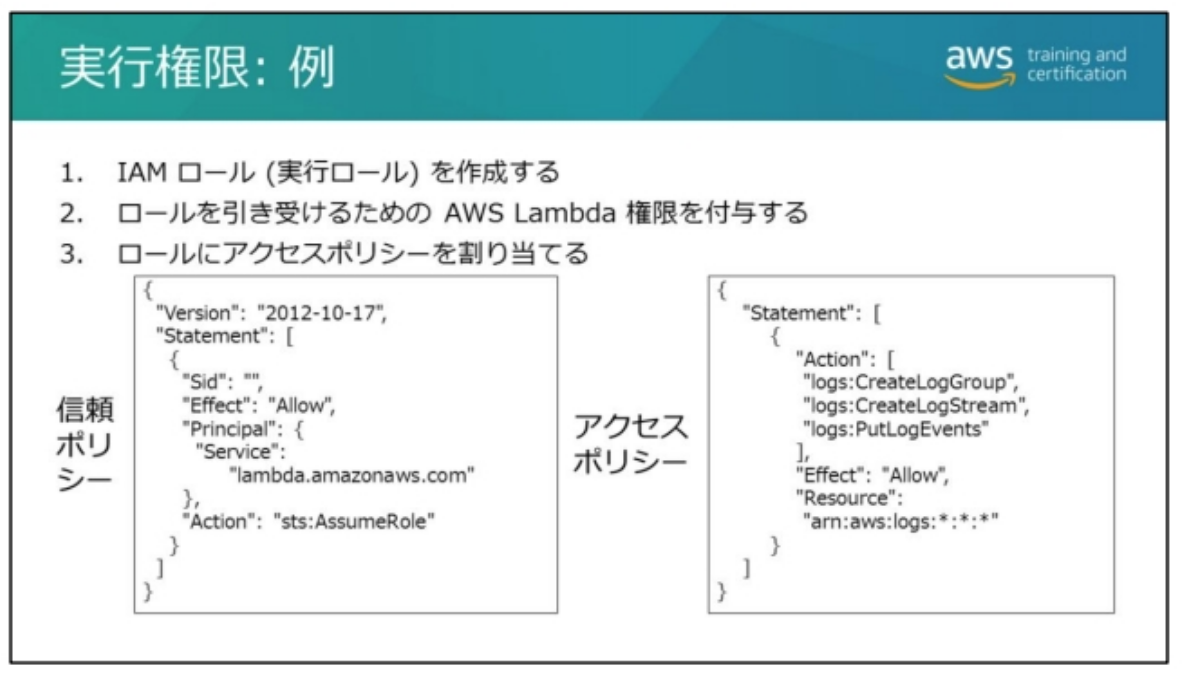 実行権限: 例
aws training and
certification
1. IAM ロール (実行ロール) を作成する
2. ロールを引き受けるための AWS Lambda 権限を付与する
3. ロールにアクセスポリシーを割り当てる
信頼
ポリ
シー
{
"Version": "2012-10-17",
"Statement": [
{
"Sid": "",
"Effect": "Allow",
"Principal": {
"Service":
"lambda.amazonaws.com"
},
"Action": "sts:AssumeRole"
}
]
}
アクセス
ポリシー
{
"Statement": [
{
"Action": [
"logs:CreateLogGroup",
"logs:CreateLogStream",
"logs:PutLogEvents"
],
"Effect": "Allow",
"Resource":
"arn:aws:logs:*:*:*"
}
]
}